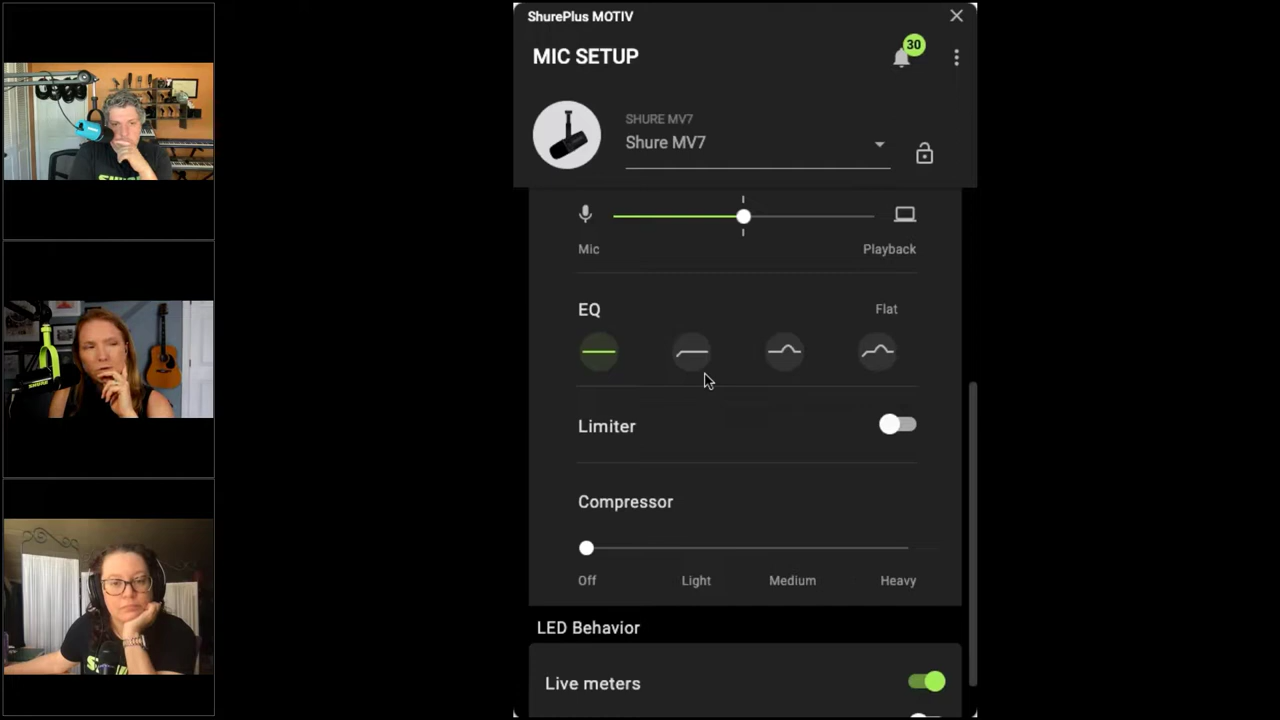 ShurePlus MOTIV
MIC SETUP
30
SHURE MV7
Shure MV7
Mic
Playback
EQ
Flat
Limiter
Compressor
Off
Light
Medium
Heavy
LED Behavior
Live meters
SHURE